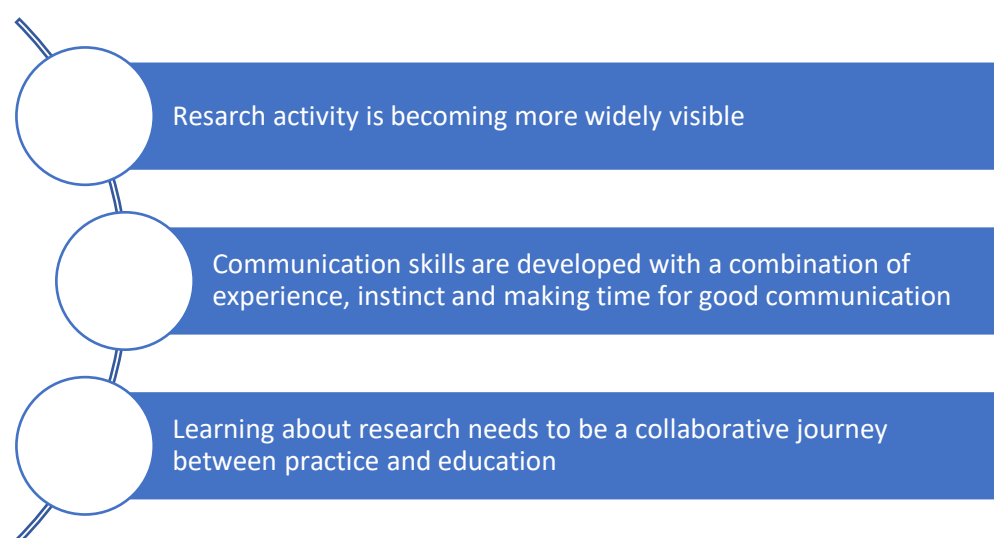 Resarch activity is becoming more widely visible
Communication skills are developed with a combination of
experience, instinct and making time for good communication
Learning about research needs to be a collaborative journey
between practice and education